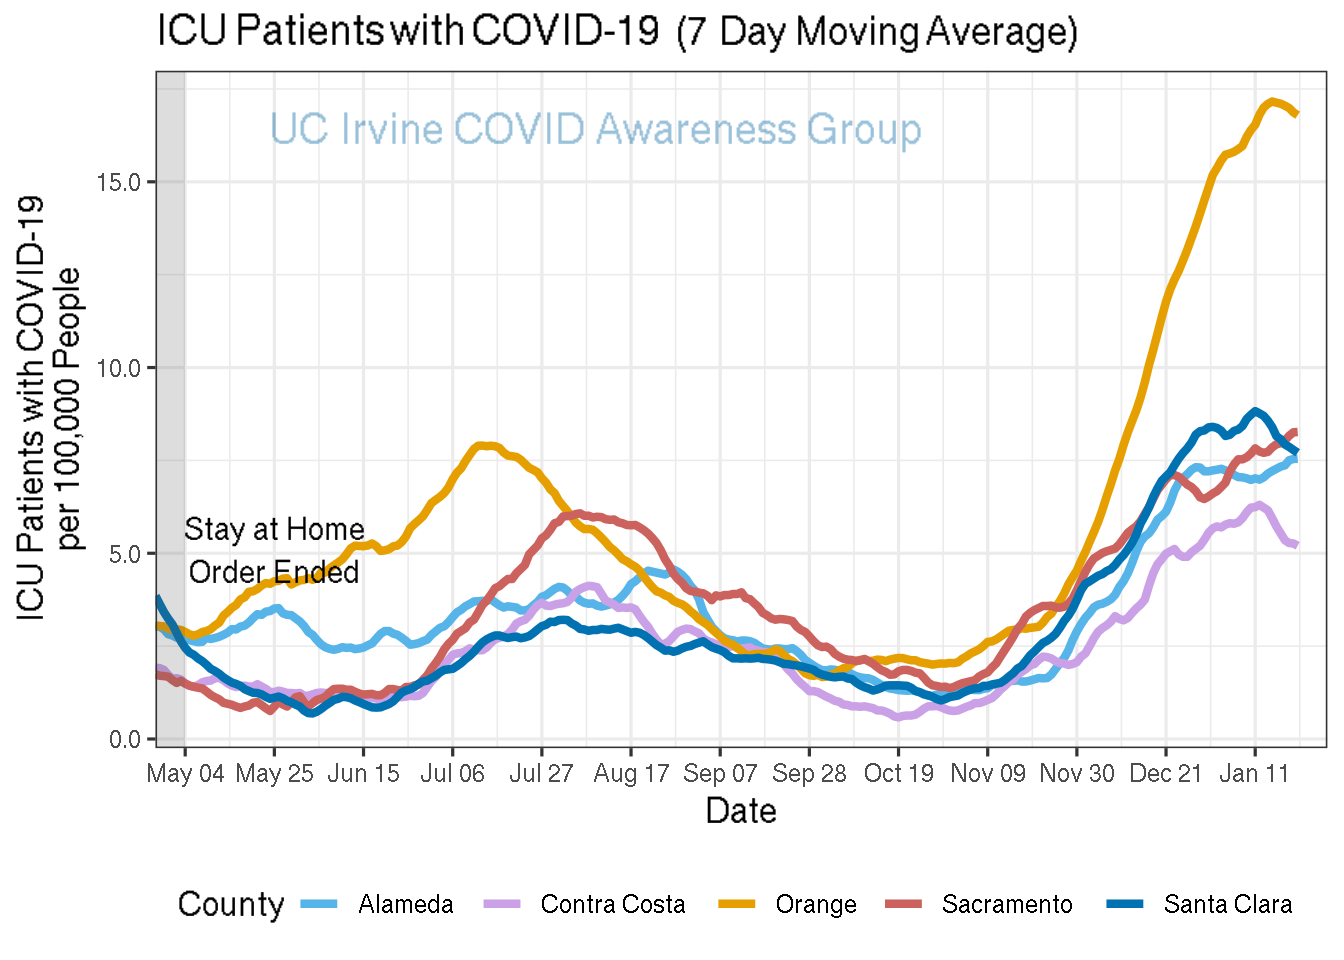 ICU Patients with COVID-19 (7 Day Moving Average)
UC Irvine COVID Awareness Group
ICU Patients with COVID-19
per 100,000 People
15.0
10.0
5.0
0.0
Stay at Home
Order Ended
May 04 May 25 Jun 15 Jul 06 Jul 27 Aug 17 Sep 07 Sep 28 Oct 19 Nov 09 Nov 30 Dec 21 Jan 11
Date
County Alameda Contra Costa Orange Sacramento Santa Clara